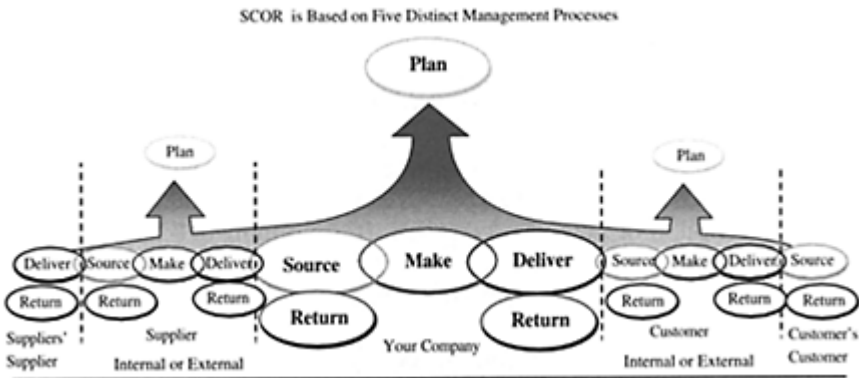 SCOR is Based on Five Distinct Management Processes
Plan
Plan
Plan
Deliver Source Make Deliver Source Make Deliver Source Make Deliver Source
Return Return Return Return Return Return Return Return
Suppliers' Supplier Your Company Customer Customer's
Supplier Internal or External Internal or External Customer